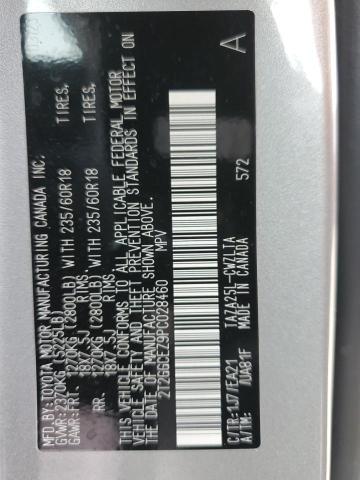 MFD. BY: TOYOTA MOTOR MANUFACTURING CANADA INC.
GVWR: 2370KG (5225LB)
GAWR: FRT. 1270KG (2800LB) WITH 235/60R18 TIRES,
18X7.5J RIMS,
RR. 1270KG (2800LB) WITH 235/60R18 TIRES,
18X7.5J RIMS,
THIS VEHICLE CONFORMS TO ALL APPLICABLE FEDERAL MOTOR
VEHICLE SAFETY AND THEFT PREVENTION STANDARDS IN EFFECT ON
THE DATE OF MANUFACTURE SHOWN ABOVE.
2T2GGCEZ9PC028460 MPV
C/TR: 1J7/EA21 TAZA25L-CWZLTA
/UA81F MADE IN CANADA
572
A